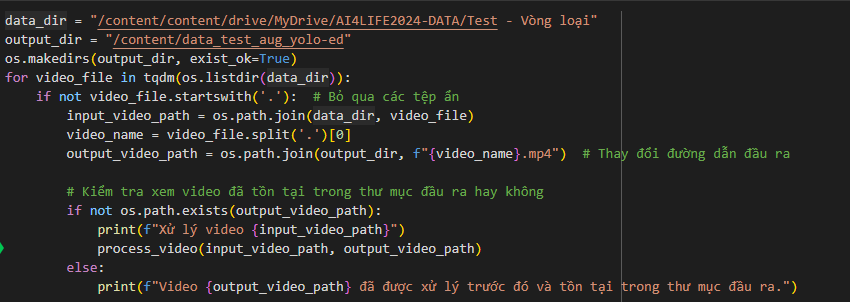 data_dir = "/content/content/drive/MyDrive/AI4LIFE2024-DATA/Test - Vòng loại"
output_dir = "/content/data_test_aug_yolo-ed"
os.makedirs(output_dir, exist_ok=True)
for video_file in tqdm(os.listdir(data_dir)):
    if not video_file.startswith('.'):  # Bỏ qua các tệp ẩn
        input_video_path = os.path.join(data_dir, video_file)
        video_name = video_file.split('.')[0]
        output_video_path = os.path.join(output_dir, f"{video_name}.mp4")  # Thay đổi đường dẫn đầu ra
        # Kiểm tra xem video đã tồn tại trong thư mục đầu ra hay không
        if not os.path.exists(output_video_path):
            print(f"Xử lý video {input_video_path}")
            process_video(input_video_path, output_video_path)
        else:
            print(f"Video {output_video_path} đã được xử lý trước đó và tồn tại trong thư mục đầu ra.")